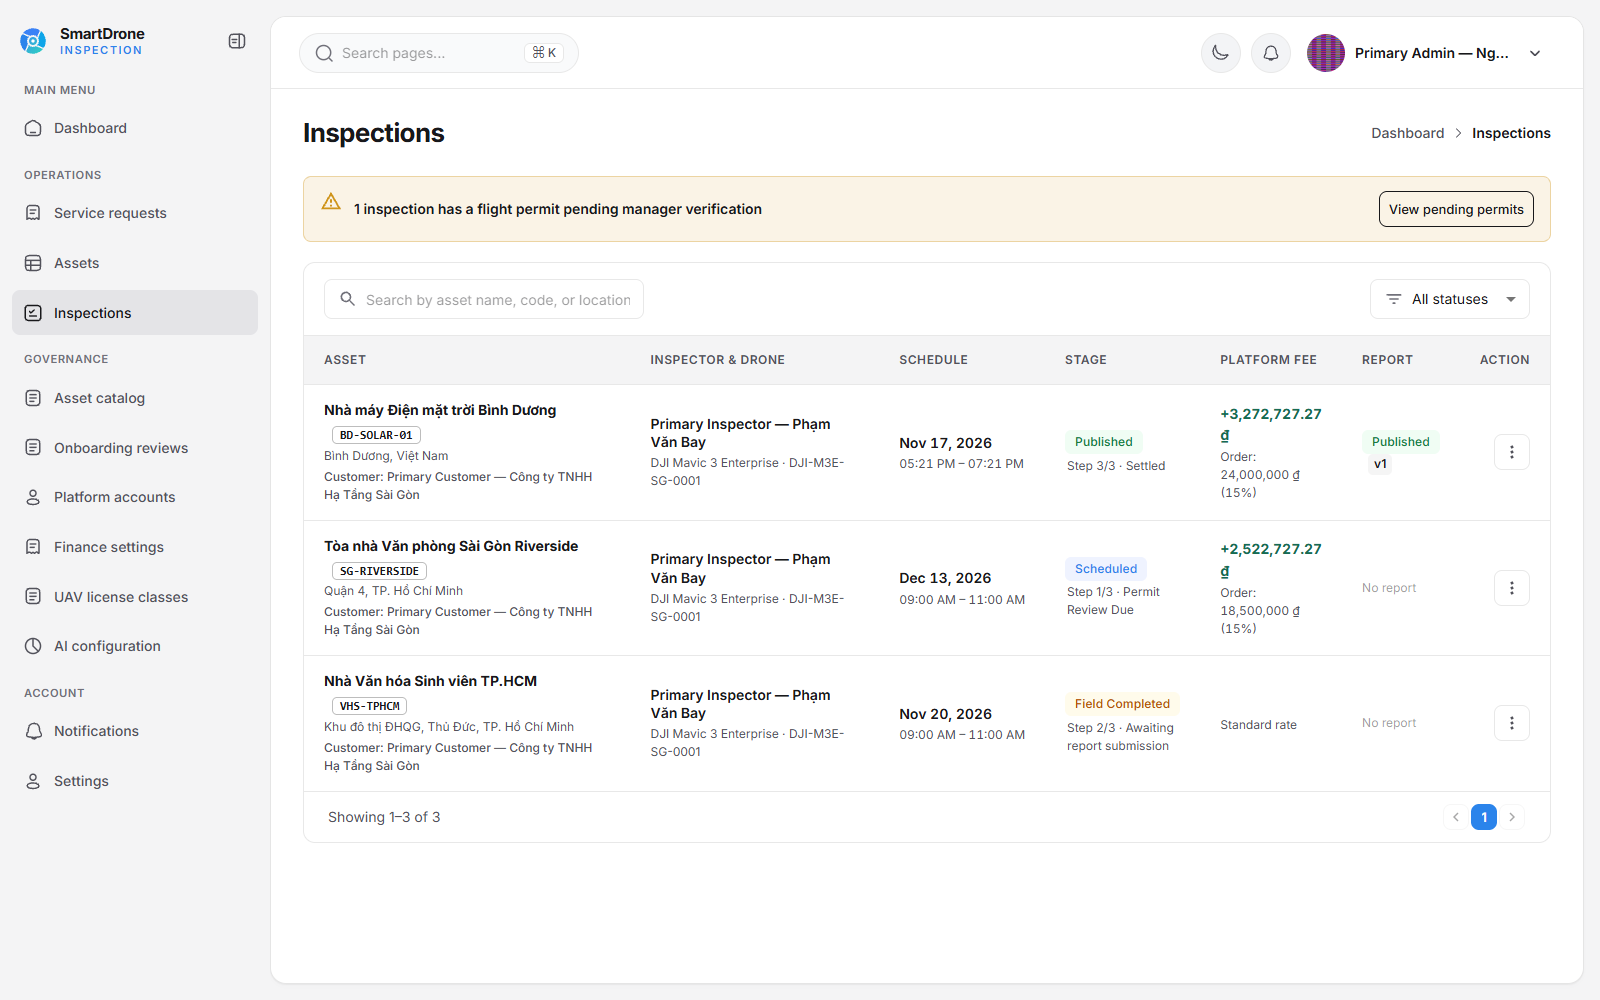 SmartDrone
INSPECTION
MAIN MENU
Dashboard
OPERATIONS
Service requests
Assets
Inspections
GOVERNANCE
Asset catalog
Onboarding reviews
Platform accounts
Finance settings
UAV license classes
AI configuration
ACCOUNT
Notifications
Settings
Search pages...
⌘ K
Primary Admin — Ng...
Inspections
Dashboard > Inspections
1 inspection has a flight permit pending manager verification
View pending permits
Search by asset name, code, or location
All statuses
ASSET INSPECTOR & DRONE SCHEDULE STAGE PLATFORM FEE REPORT ACTION
Nhà máy Điện mặt trời Bình Dương
BD-SOLAR-01
Bình Dương, Việt Nam
Customer: Primary Customer — Công ty TNHH
Hạ Tầng Sài Gòn
Primary Inspector — Phạm
Văn Bay
DJI Mavic 3 Enterprise · DJI-M3E-
SG-0001
Nov 17, 2026
05:21 PM – 07:21 PM
Published
Step 3/3 · Settled
+3,272,727.27
₫
Order:
24,000,000 ₫
(15%)
Published
v1
Tòa nhà Văn phòng Sài Gòn Riverside
SG-RIVERSIDE
Quận 4, TP. Hồ Chí Minh
Customer: Primary Customer — Công ty TNHH
Hạ Tầng Sài Gòn
Primary Inspector — Phạm
Văn Bay
DJI Mavic 3 Enterprise · DJI-M3E-
SG-0001
Dec 13, 2026
09:00 AM – 11:00 AM
Scheduled
Step 1/3 · Permit
Review Due
+2,522,727.27
₫
Order:
18,500,000 ₫
(15%)
No report
Nhà Văn hóa Sinh viên TP.HCM
VHS-TPHCM
Khu đô thị ĐHQG, Thủ Đức, TP. Hồ Chí Minh
Customer: Primary Customer — Công ty TNHH
Hạ Tầng Sài Gòn
Primary Inspector — Phạm
Văn Bay
DJI Mavic 3 Enterprise · DJI-M3E-
SG-0001
Nov 20, 2026
09:00 AM – 11:00 AM
Field Completed
Step 2/3 · Awaiting
report submission
Standard rate
No report
Showing 1–3 of 3
1